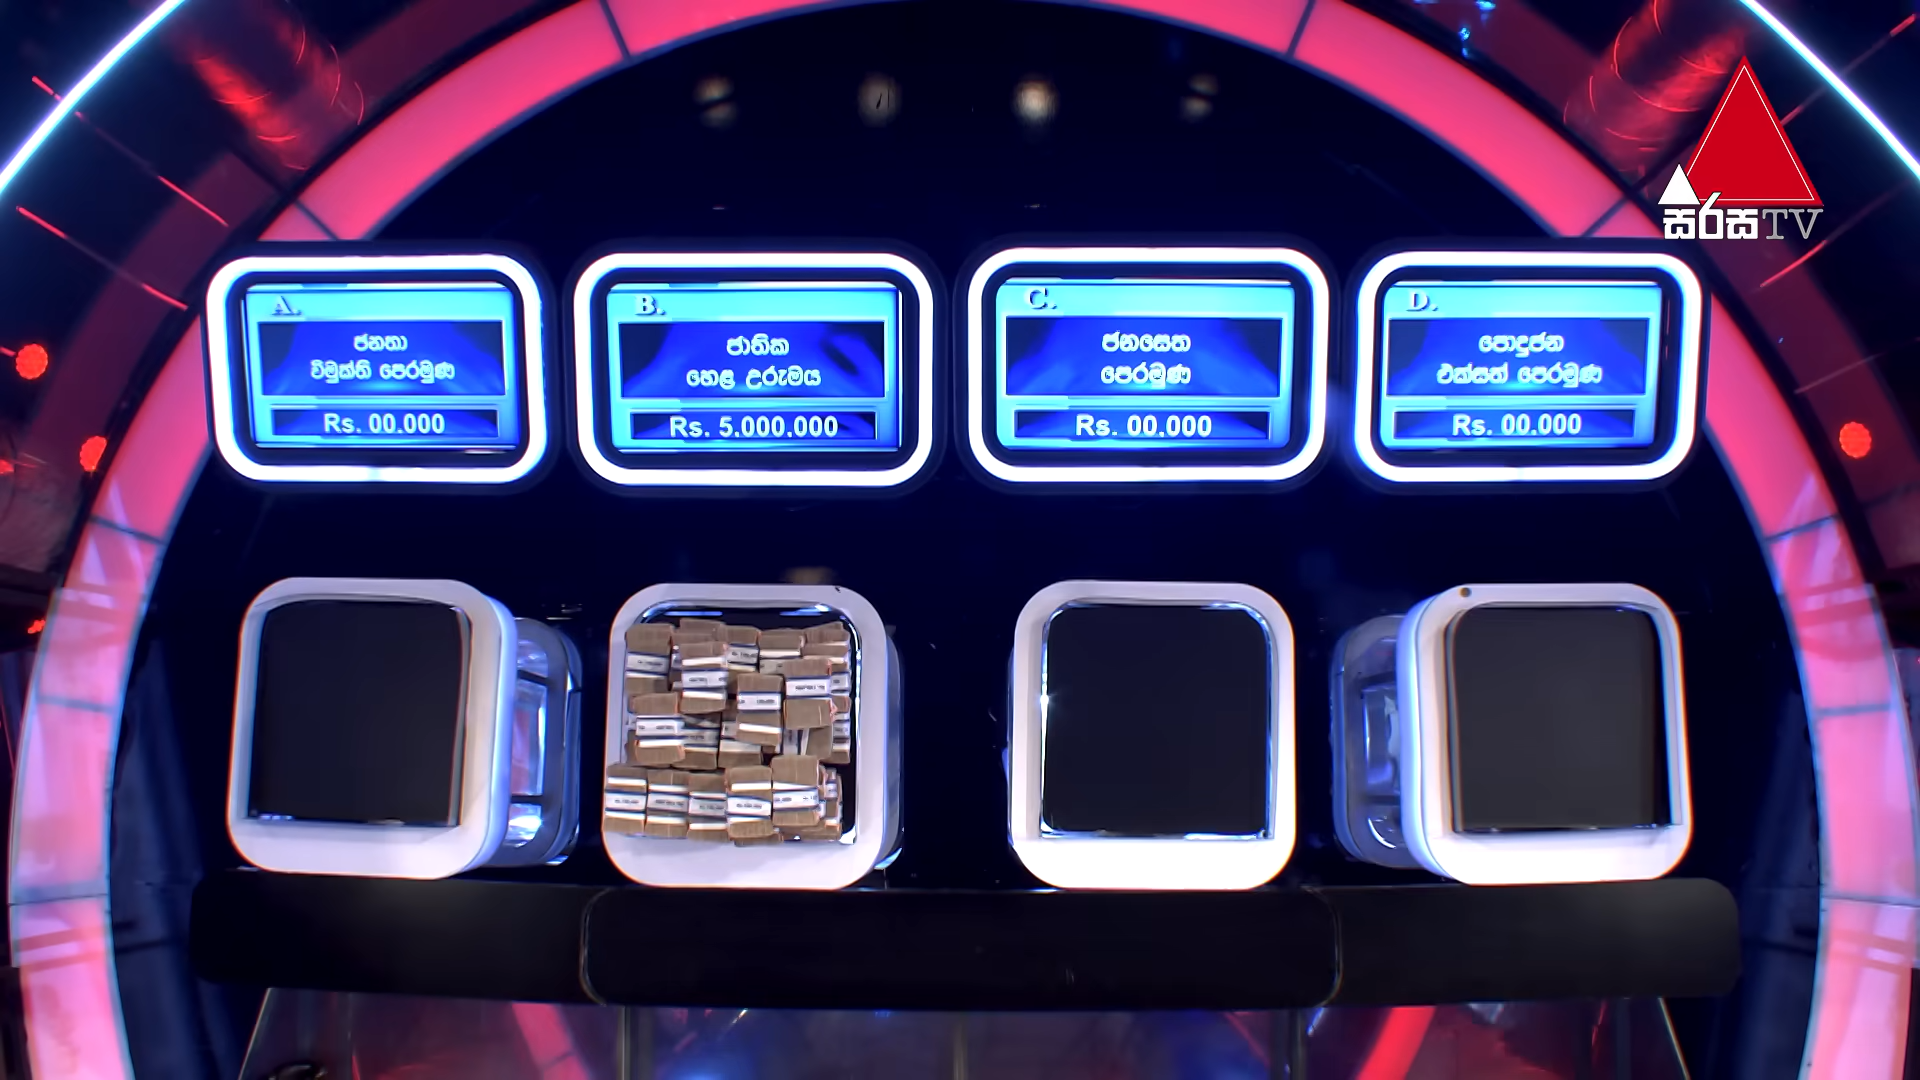 සිරස TV
A.
ජනතා
විමුක්ති පෙරමුණ
Rs. 00.000
B.
ජාතික
හෙළ උරුමය
Rs. 5.000.000
C.
ජනසෙත
පෙරමුණ
Rs. 00.000
D.
පොදුජන
එක්සත් පෙරමුණ
Rs. 00.000